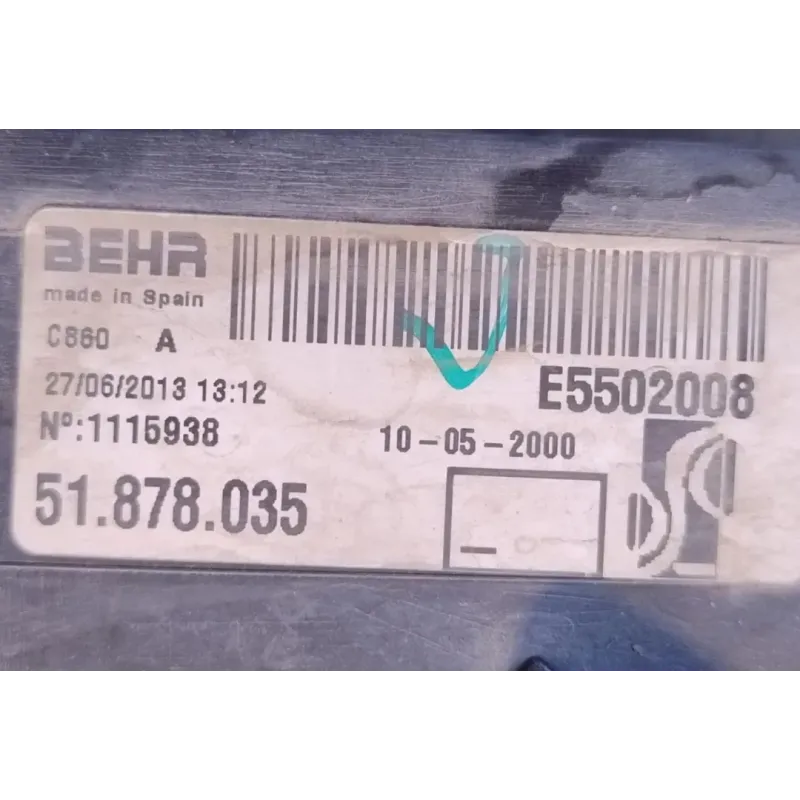 BEHR
made in Spain
C860 A
27/06/2013 13:12
E5502008
Nº:1115938
10-05-2000
51.878.035